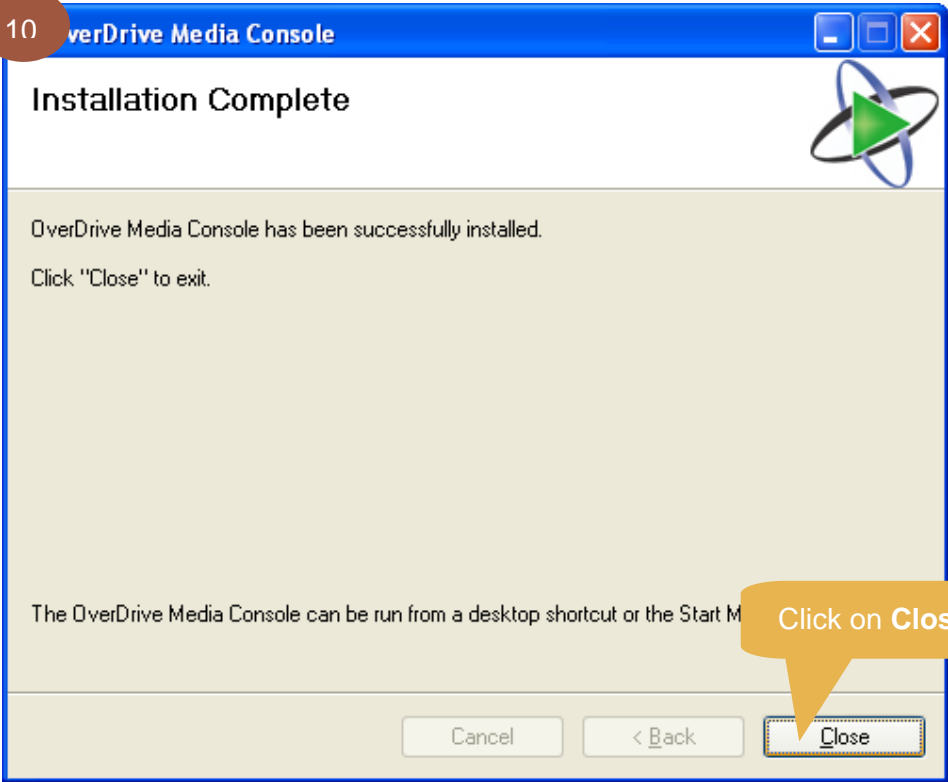 10
verDrive Media Console
Installation Complete
OverDrive Media Console has been successfully installed.
Click "Close" to exit.
The OverDrive Media Console can be run from a desktop shortcut or the Start M
Click on Clos
Cancel
< Back
Close